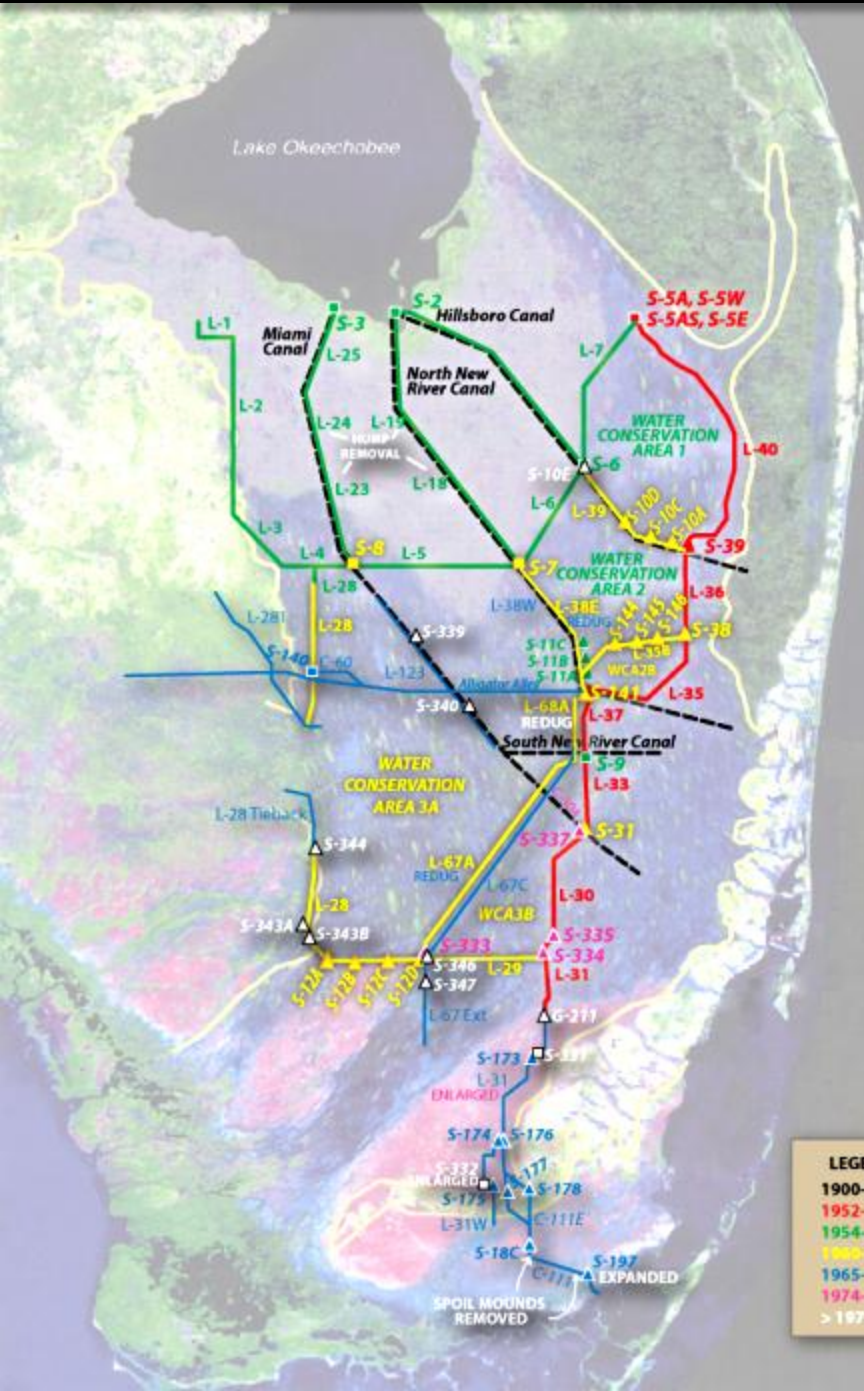 Lake Okeechobee
S-5A, S-5W
S-5AS, S-5E
S-2
Hillsboro Canal
L-1
S-3
Miami
Canal
L-25
L-7
North New
River Canal
L-2
L-24
L-19
WATER
CONSERVATION
AREA 1
HUMP
REMOVAL
L-40
S-10E
S-6
L-23
L-18
L-6
L-39
S-10D
S-10C
S-10A
L-3
S-39
L-4
S-8
L-5
S-7
WATER
CONSERVATION
AREA 2
L-28
L-36
L-38W
L-38E
REDUG
L-28I
L-28
S-144
S-145
S-146
S-38
S-339
S-11C
S-11B
S-11A
L-35B
S-140
C-60
L-123
WCA2B
Alligator Alley
S-141
L-35
S-340
L-68A
REDUG
L-37
South New River Canal
S-9
WATER
CONSERVATION
AREA 3A
L-33
L-28 Tieback
S-337
S-31
S-344
L-67A
REDUG
L-67C
L-30
L-28
WCA3B
S-343A
S-343B
S-333
S-335
S-334
S-346
L-29
S-12A
S-12B
S-12C
S-12D
L-31
S-347
L-67 Ext
G-211
S-173
S-331
L-31
ENLARGED
S-174
S-176
S-332
ENLARGED
S-177
S-175
S-178
L-31W
C-111E
S-18C
S-197
C-111
EXPANDED
SPOIL MOUNDS
REMOVED
LEGE
1900-
1952-
1954-
1960-
1965-
1974-
> 197